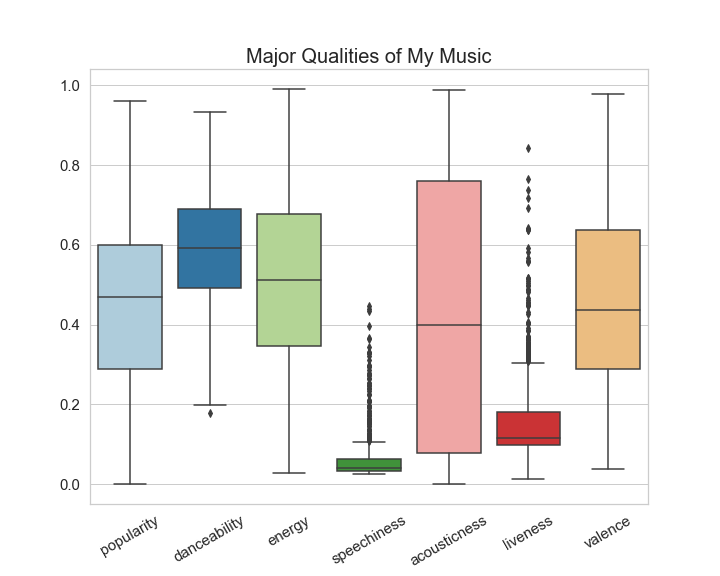 Major Qualities of My Music
1.0
0.8
0.6
0.4
0.2
0.0
popularity
danceability
energy
speechiness
acousticness
liveness
valence